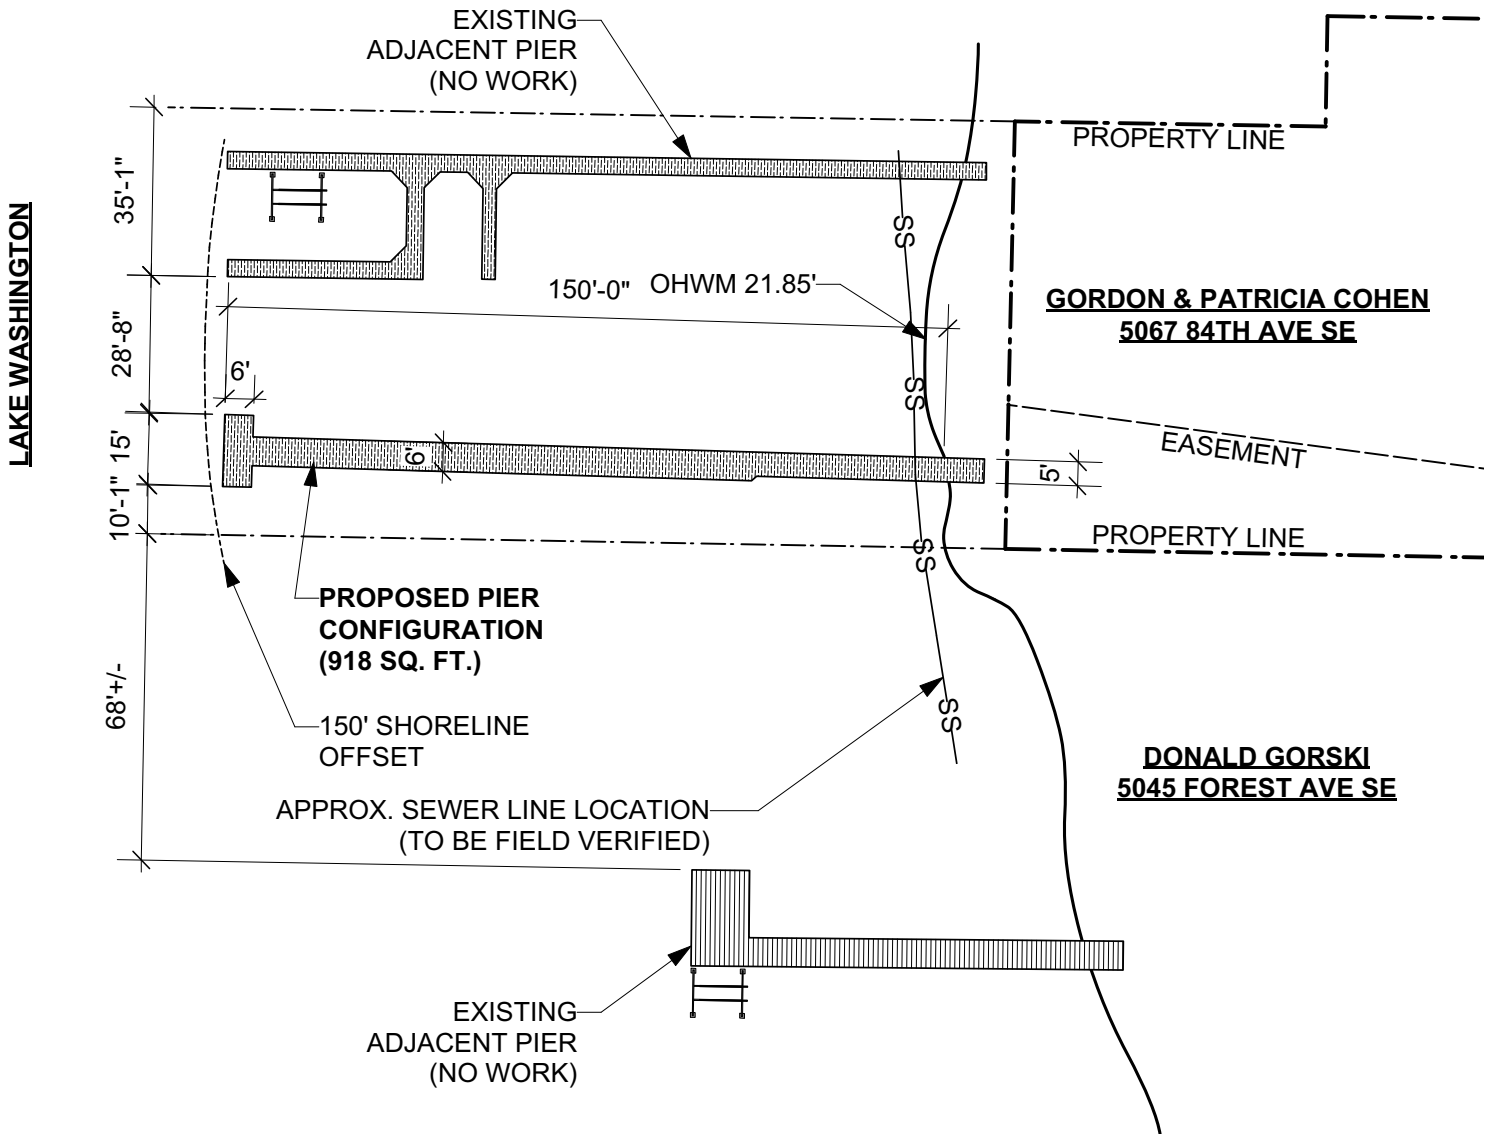 EXISTING
ADJACENT PIER
(NO WORK)
PROPERTY LINE
35'-1"
LAKE WASHINGTON
SS
150'-0"
OHWM 21.85'
GORDON & PATRICIA COHEN
5067 84TH AVE SE
28'-8"
6'
SS
EASEMENT
15'
6'
5'
10'-1"
PROPERTY LINE
SS
PROPOSED PIER
CONFIGURATION
(918 SQ. FT.)
68'+/-
SS
150' SHORELINE
OFFSET
DONALD GORSKI
5045 FOREST AVE SE
APPROX. SEWER LINE LOCATION
(TO BE FIELD VERIFIED)
EXISTING
ADJACENT PIER
(NO WORK)